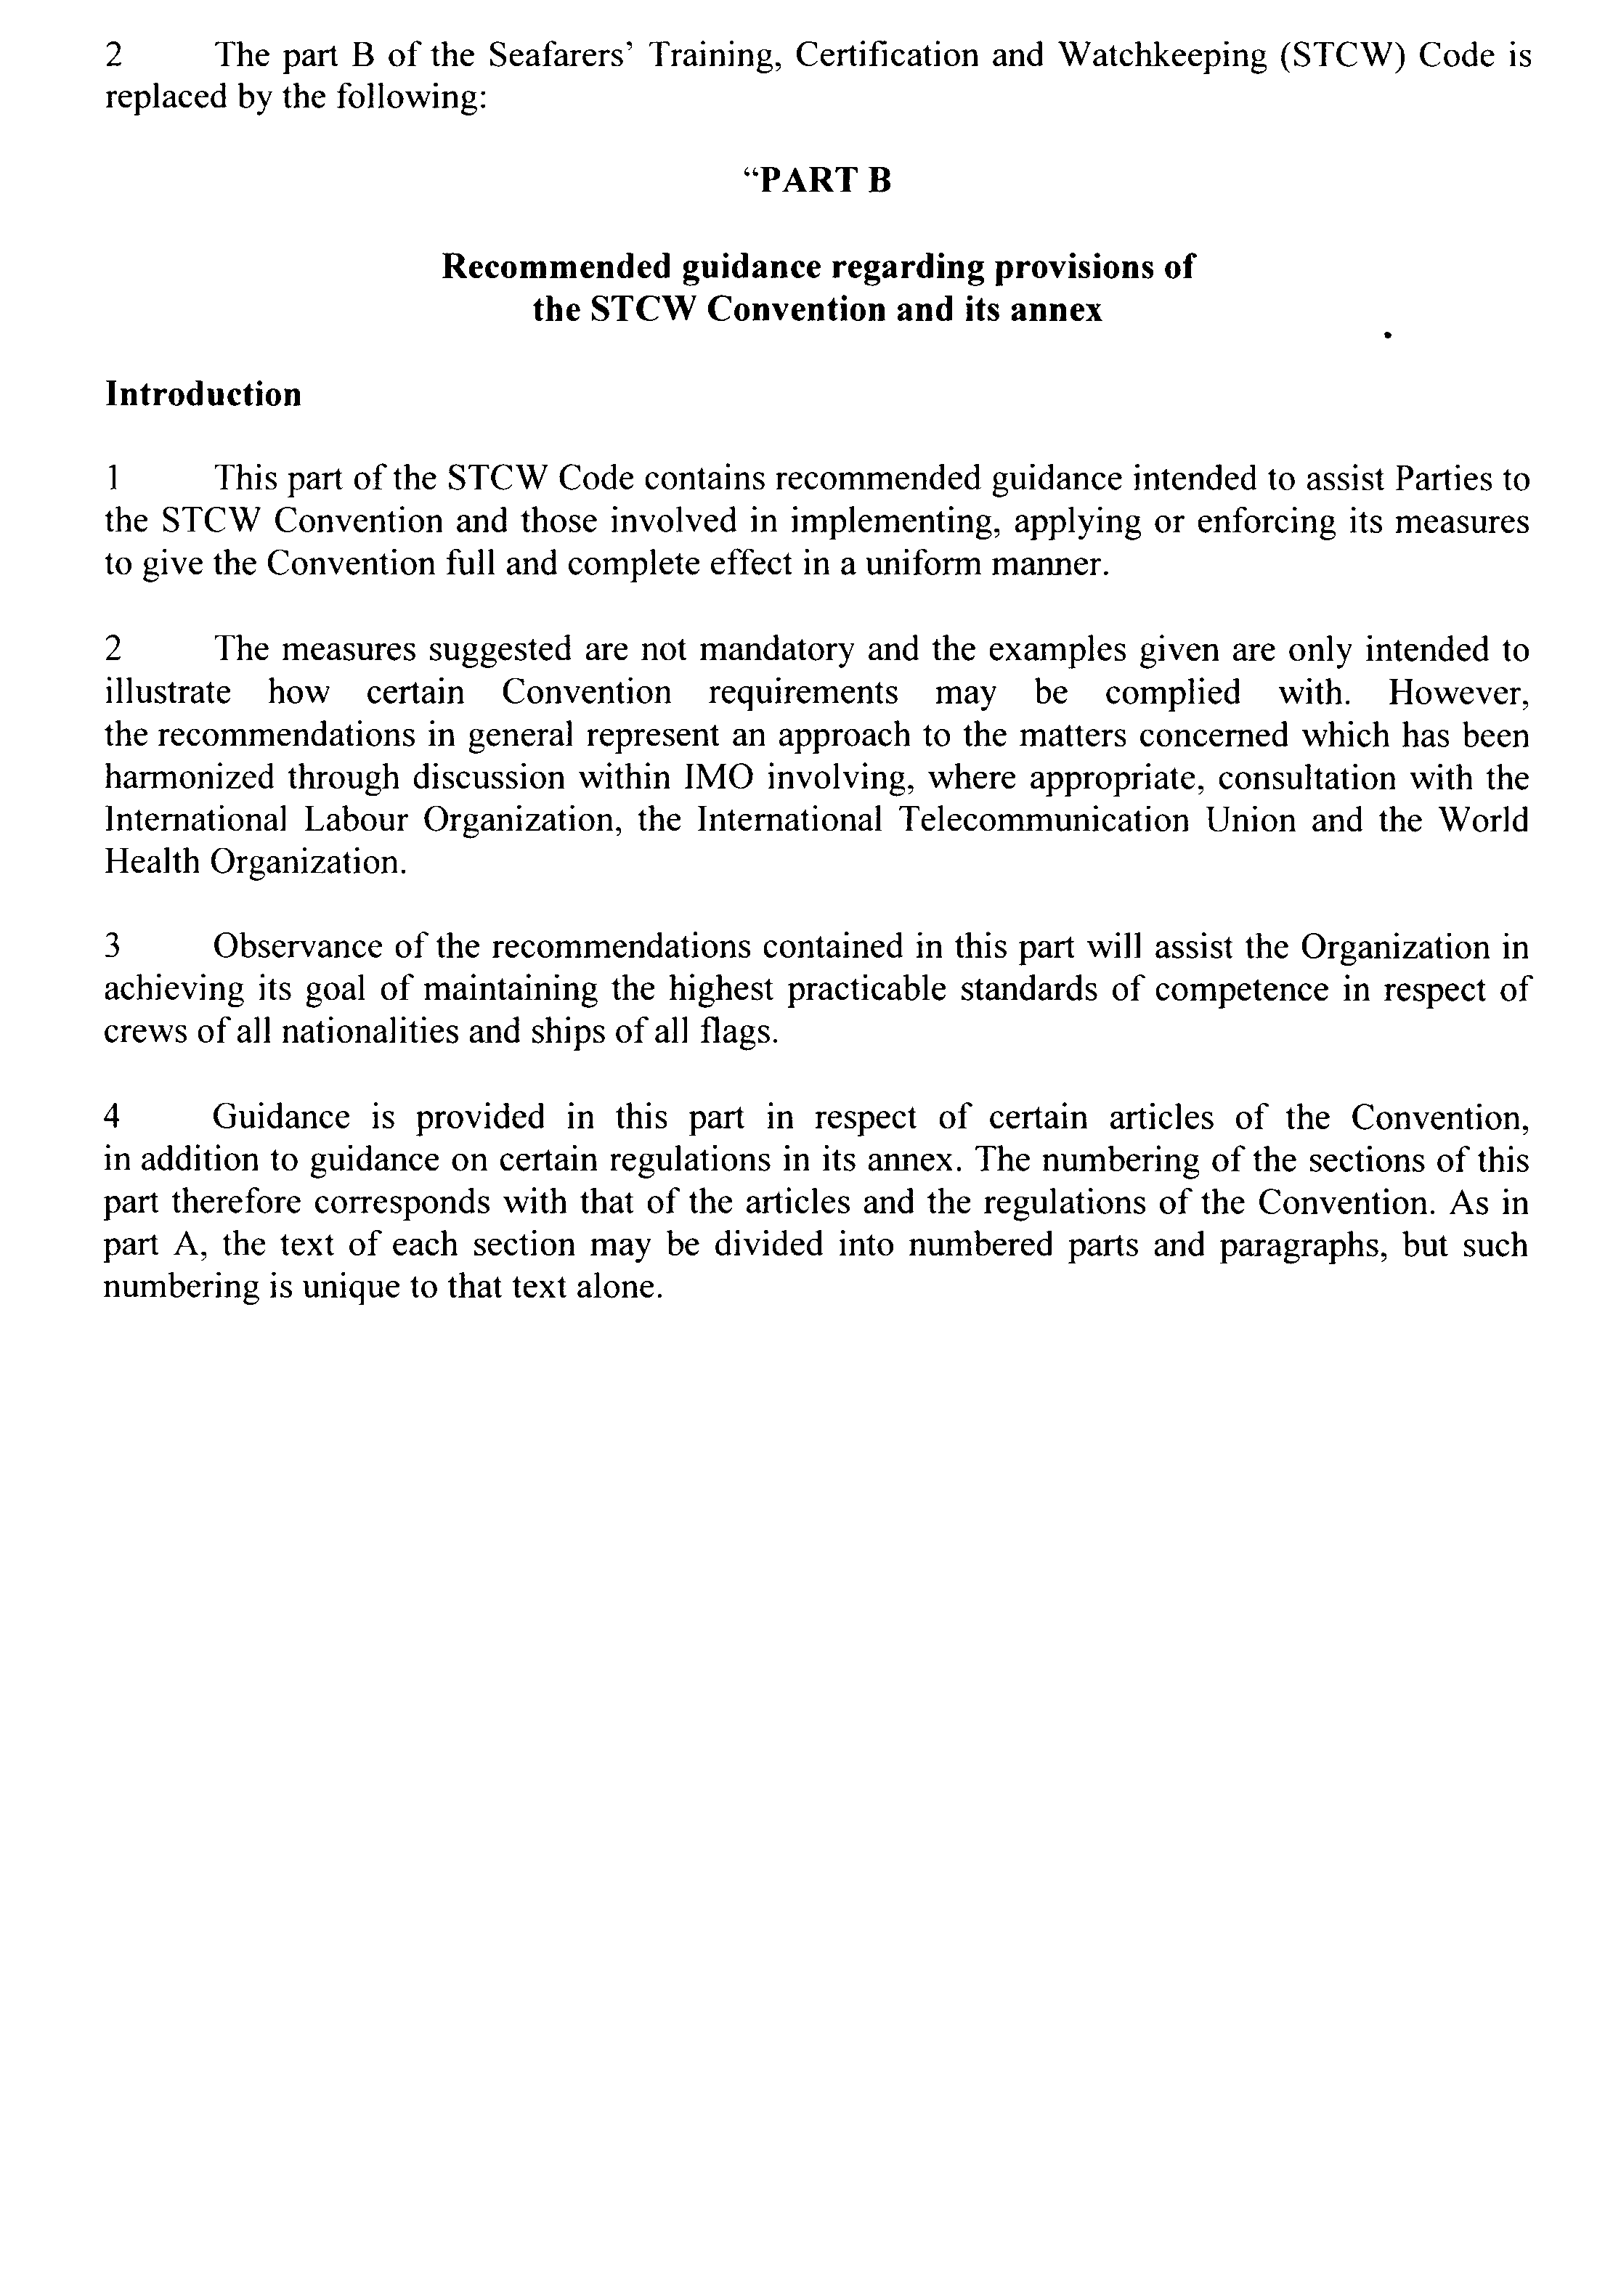 2 The part B of the Seafarers’ Training, Certification and Watchkeeping (STCW) Code is
replaced by the following:
“PART B
Recommended guidance regarding provisions of
the STCW Convention and its annex
Introduction
1 This part of the STCW Code contains recommended guidance intended to assist Parties to
the STCW Convention and those involved in implementing, applying or enforcing its measures
to give the Convention full and complete effect in a uniform manner.
2 The measures suggested are not mandatory and the examples given are only intended to
illustrate how certain Convention requirements may be complied with. However,
the recommendations in general represent an approach to the matters concerned which has been
harmonized through discussion within IMO involving, where appropriate, consultation with the
International Labour Organization, the International Telecommunication Union and the World
Health Organization.
3 Observance of the recommendations contained in this part will assist the Organization in
achieving its goal of maintaining the highest practicable standards of competence in respect of
crews of all nationalities and ships of all flags.
4 Guidance is provided in this part in respect of certain articles of the Convention,
in addition to guidance on certain regulations in its annex. The numbering of the sections of this
part therefore corresponds with that of the articles and the regulations of the Convention. As in
part A, the text of each section may be divided into numbered parts and paragraphs, but such
numbering is unique to that text alone.